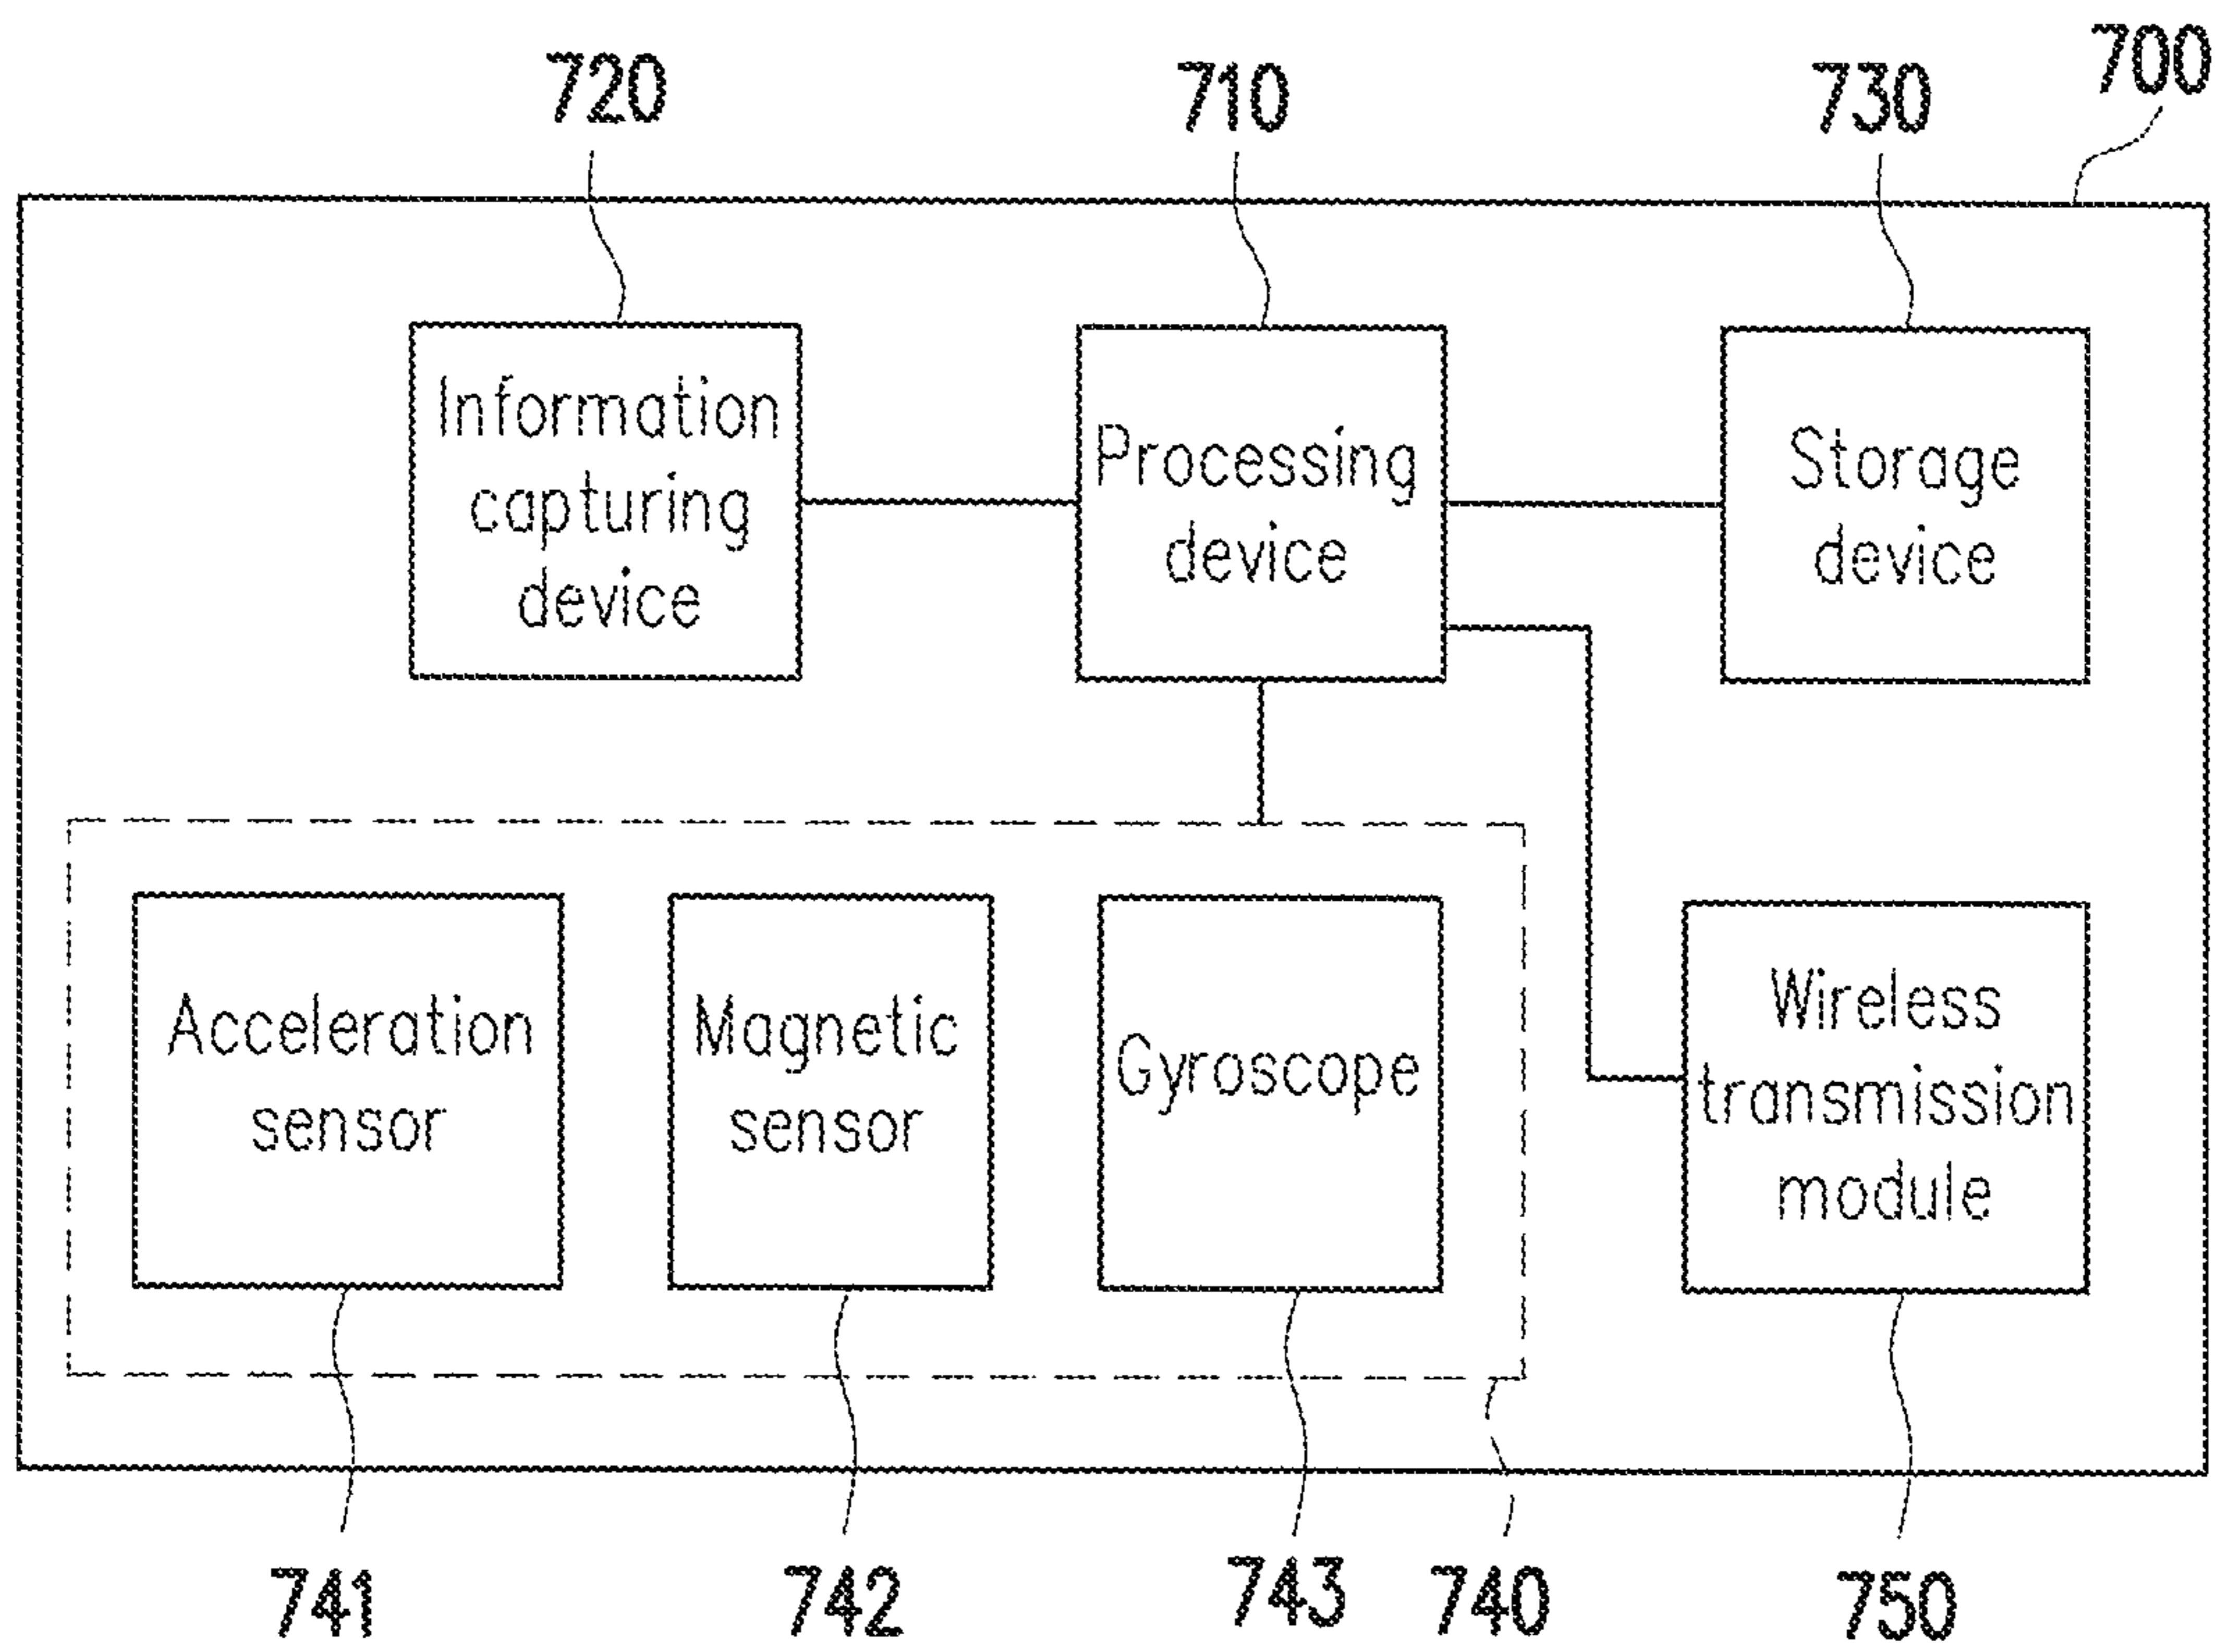 720
710
730
700
Information
capturing
device
Processing
device
Storage
device
Acceleration
sensor
Magnetic
sensor
Gyroscope
Wireless
transmission
module
741
742
743
740
750